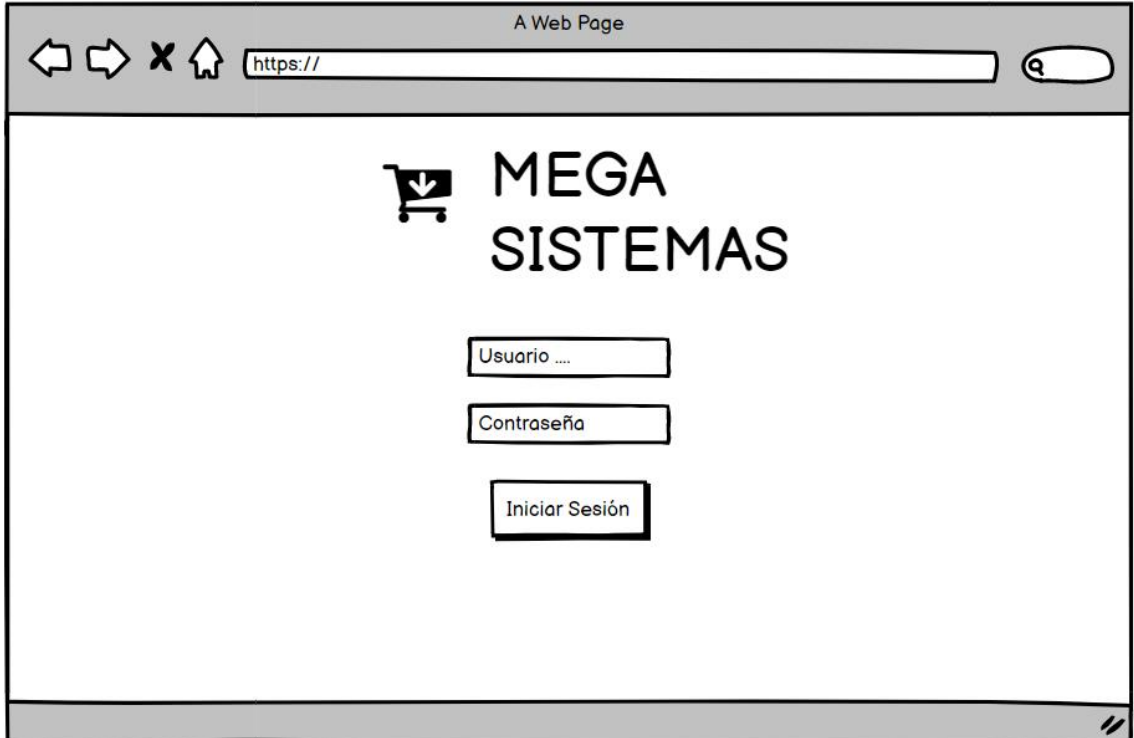 A Web Page
https://
MEGA
SISTEMAS
Usuario ....
Contraseña
Iniciar Sesión